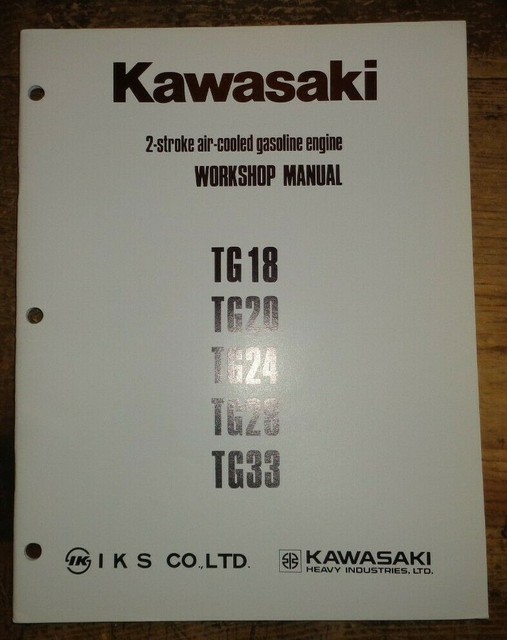 Kawasaki
2-stroke air-cooled gasoline engine
WORKSHOP MANUAL
TG18
TG20
TG24
TG28
TG33
IK IKS CO.,LTD. KAWASAKI
HEAVY INDUSTRIES, LTD.